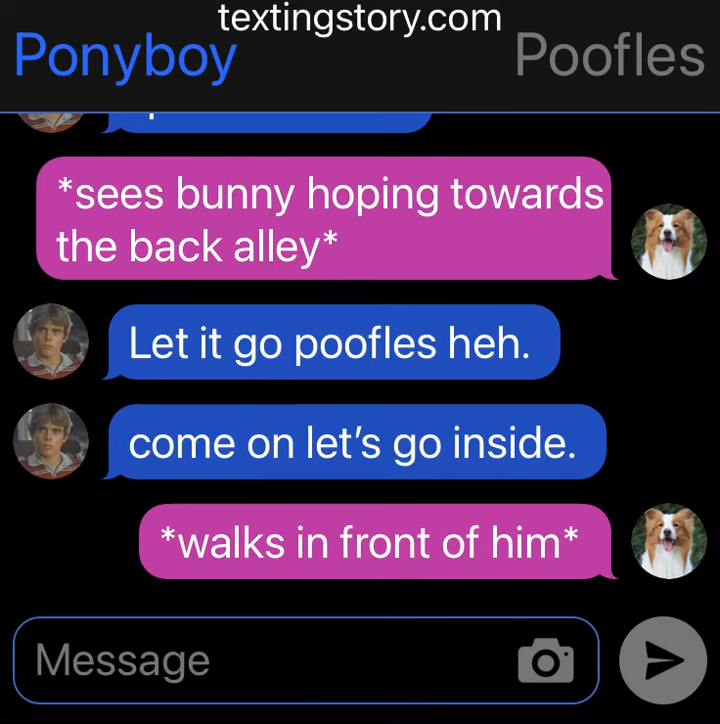 textingstory.com
Ponyboy
Poofles
*sees bunny hoping towards
the back alley*
Let it go poofles heh.
come on let's go inside.
*walks in front of him*
Message